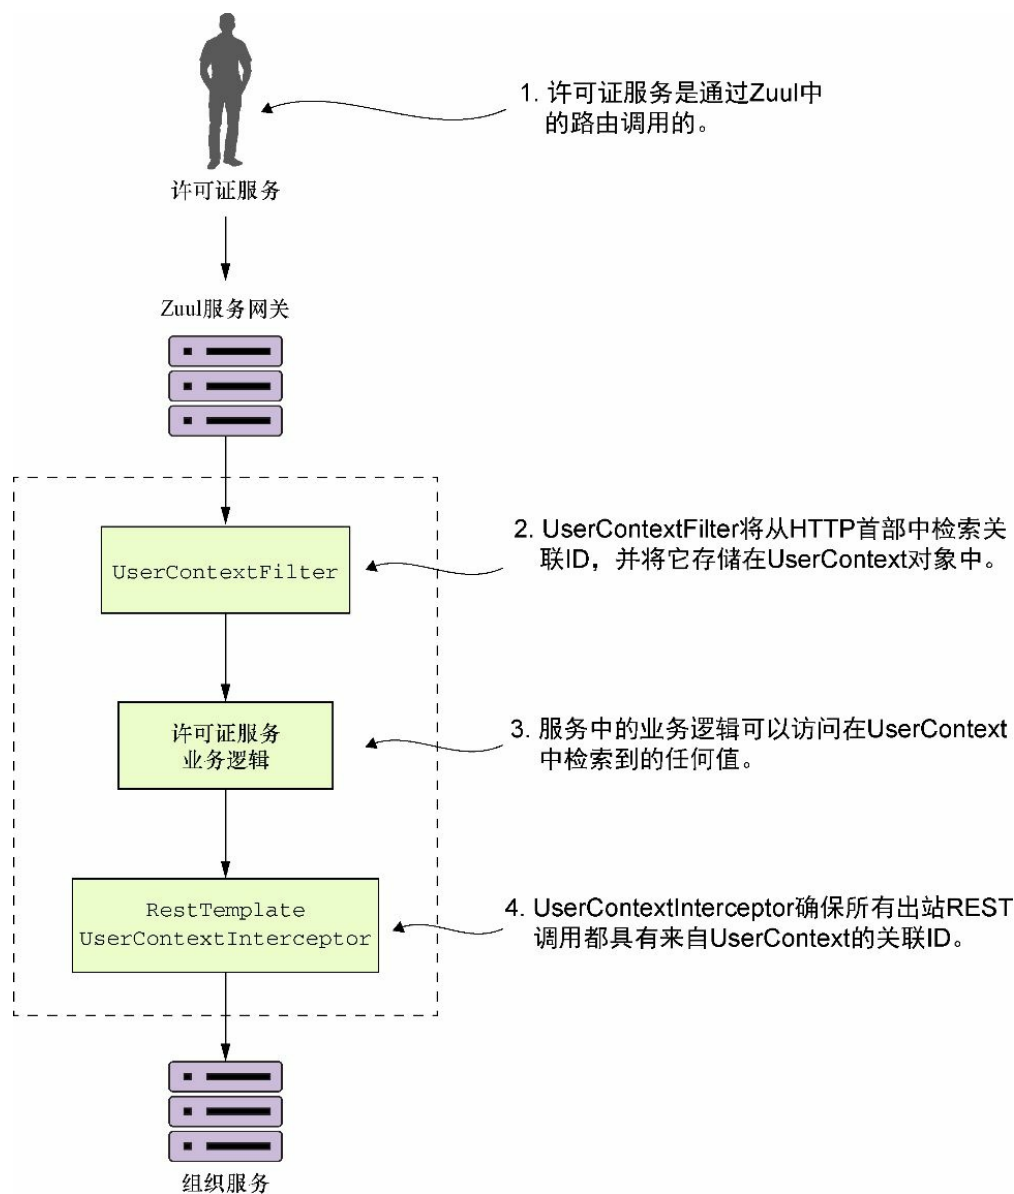 1. 许可证服务是通过Zuul中
的路由调用的。
许可证服务
Zuul服务网关
2. UserContextFilter将从HTTP首部中检索关
联ID，并将它存储在UserContext对象中。
UserContextFilter
许可证服务
业务逻辑
3. 服务中的业务逻辑可以访问在UserContext
中检索到的任何值。
RestTemplate
UserContextInterceptor
4. UserContextInterceptor确保所有出站REST
调用都具有来自UserContext的关联ID。
组织服务